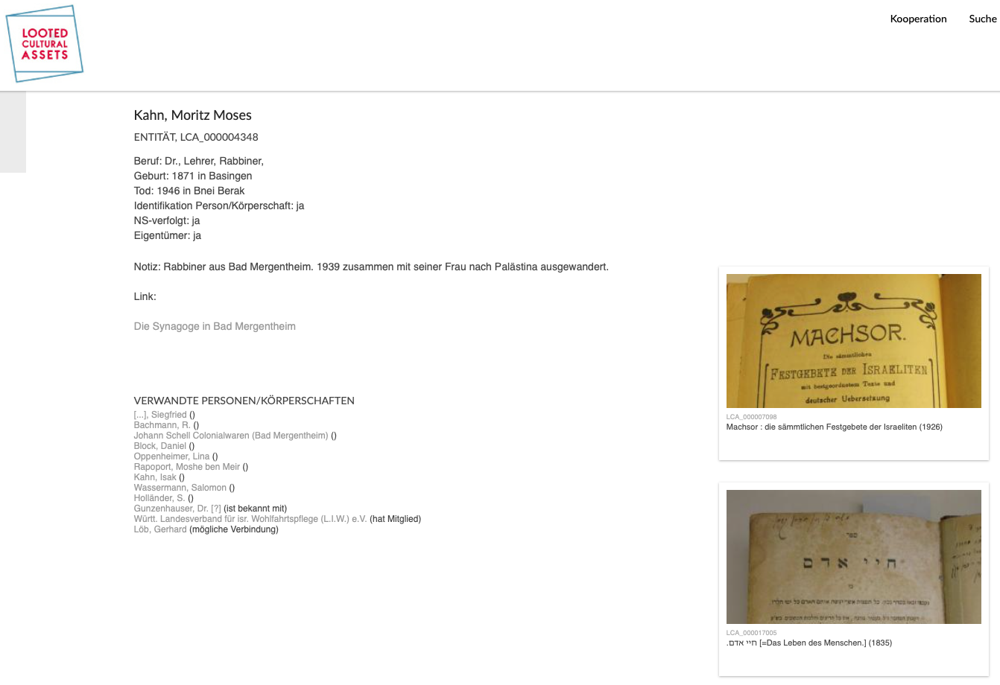 LOOTED
CULTURAL
ASSETS
Kooperation
Suche
Kahn, Moritz Moses
ENTITÄT, LCA_000004348
Beruf: Dr., Lehrer, Rabbiner,
Geburt: 1871 in Basingen
Tod: 1946 in Bnei Berak
Identifikation Person/Körperschaft: ja
NS-verfolgt: ja
Eigentümer: ja
Notiz: Rabbiner aus Bad Mergentheim. 1939 zusammen mit seiner Frau nach Palästina ausgewandert.
Link:
Die Synagoge in Bad Mergentheim
VERWANDTE PERSONEN/KÖRPERSCHAFTEN
[...], Siegfried ()
Bachmann, R. ()
Johann Schell Colonialwaren (Bad Mergentheim) ()
Block, Daniel ()
Oppenheimer, Lina ()
Rapoport, Moshe ben Meir ()
Kahn, Isak ()
Wassermann, Salomon ()
Holländer, S. ()
Gunzenhauser, Dr. [?] (ist bekannt mit)
Württ. Landesverband für isr. Wohlfahrtspflege (L.I.W.) e.V. (hat Mitglied)
Löb, Gerhard (mögliche Verbindung)
MACHSOR.
Die sämmtlichen
FESTGEBETE DER ISRAELITEN
mit bestgeordnetem Texte und
deutscher Uebersetzung
LCA_000007098
Machsor : die sämmtlichen Festgebete der Israeliten (1926)
ספר
חיי אדם
LCA_000017005
.חיי אדם [=Das Leben des Menschen.] (1835)